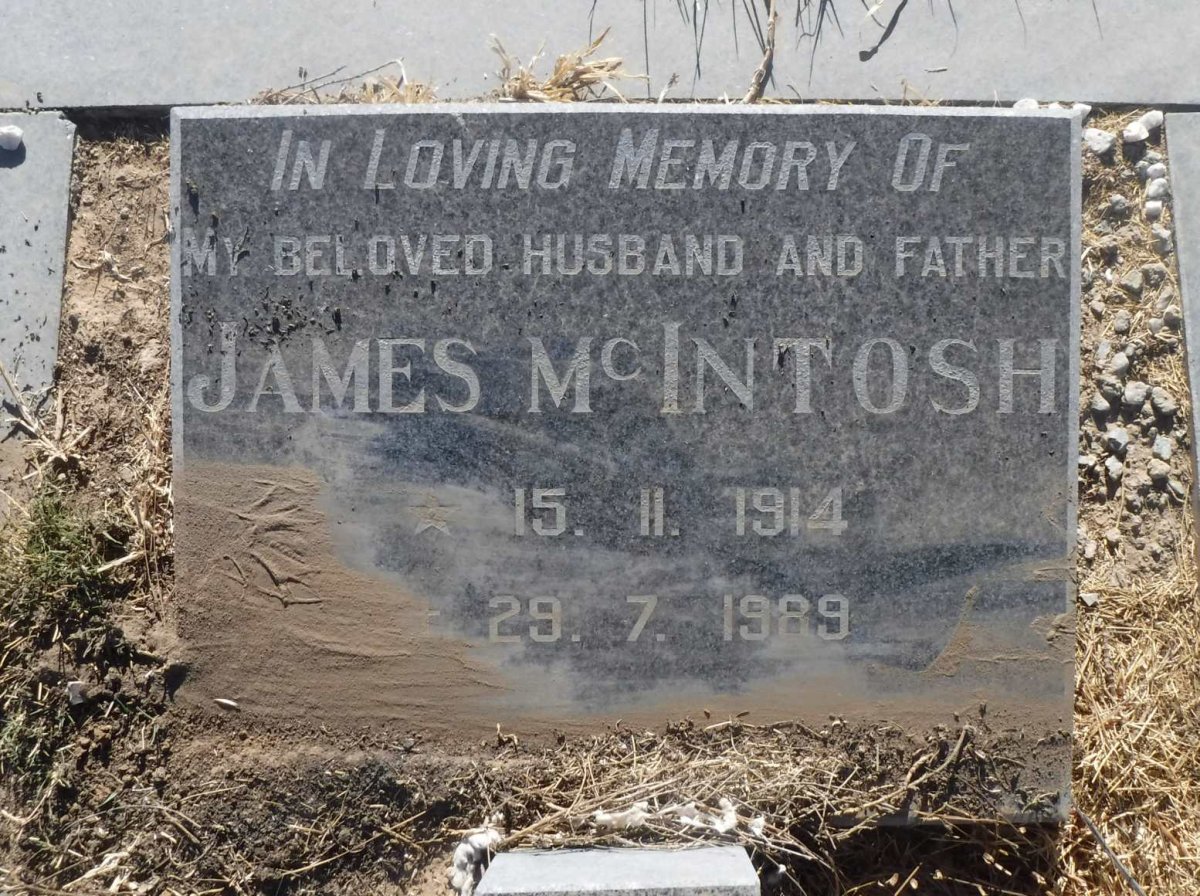 In Loving Memory Of
MY BELOVED HUSBAND AND FATHER
JAMES McINTOSH
★ 15. 11. 1914
29. 7. 1989